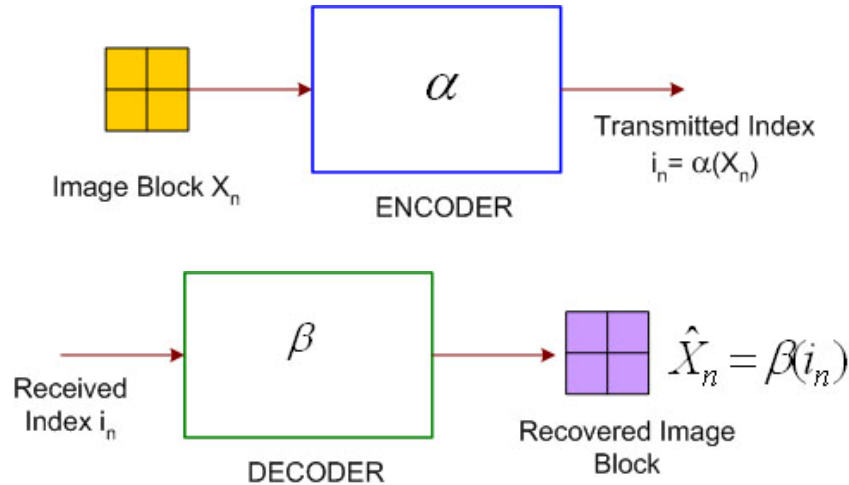 α
Image Block Xₙ
ENCODER
Transmitted Index
iₙ= α(Xₙ)
β
Received
Index iₙ
DECODER
X̂ₙ = β(iₙ)
Recovered Image
Block